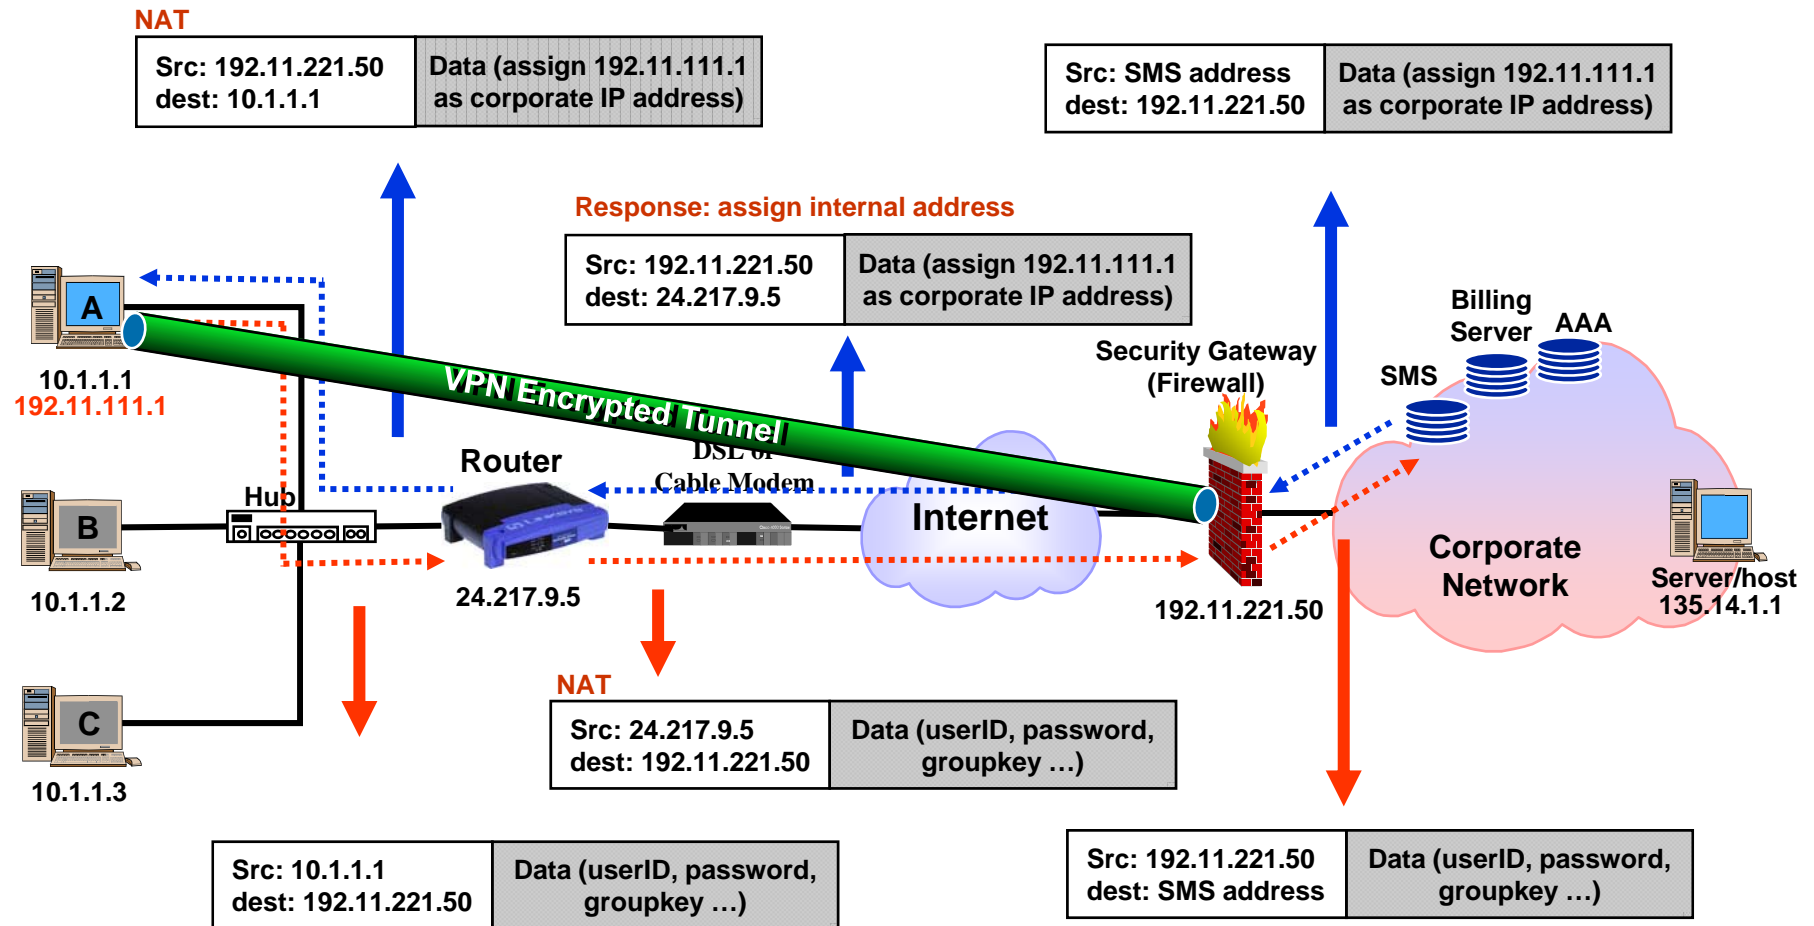 NAT
Src: 192.11.221.50
dest: 10.1.1.1
Data (assign 192.11.111.1
as corporate IP address)
Src: SMS address
dest: 192.11.221.50
Data (assign 192.11.111.1
as corporate IP address)
Response: assign internal address
Src: 192.11.221.50
dest: 24.217.9.5
Data (assign 192.11.111.1
as corporate IP address)
A
10.1.1.1
192.11.111.1
VPN Encrypted Tunnel
Security Gateway
(Firewall)
Billing
Server
AAA
SMS
Router
DSL or
Cable Modem
Hub
Linksys
B
10.1.1.2
24.217.9.5
Internet
192.11.221.50
Corporate
Network
Server/host
135.14.1.1
C
10.1.1.3
NAT
Src: 24.217.9.5
dest: 192.11.221.50
Data (userID, password,
groupkey …)
Src: 10.1.1.1
dest: 192.11.221.50
Data (userID, password,
groupkey …)
Src: 192.11.221.50
dest: SMS address
Data (userID, password,
groupkey …)